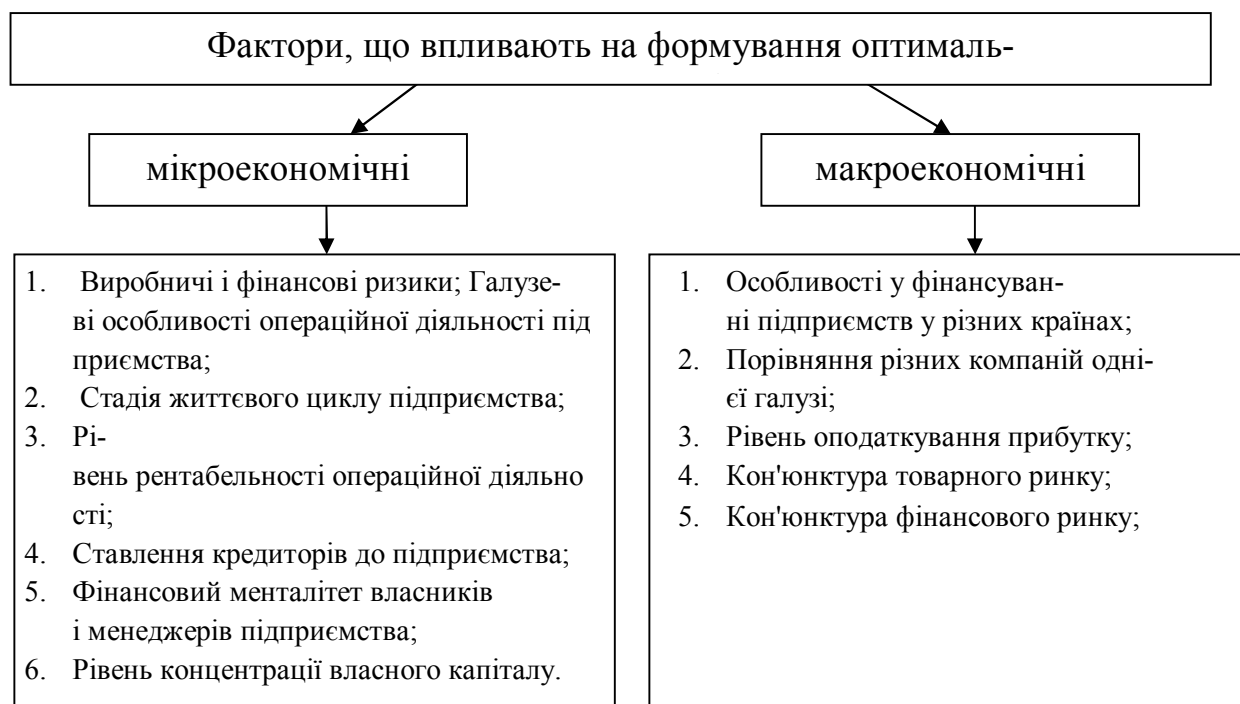 Фактори, що впливають на формування оптималь-
мікроекономічні
макроекономічні
1. Виробничі і фінансові ризики; Галузе-
ві особливості операційної діяльності під
приємства;
2. Стадія життєвого циклу підприємства;
3. Рі-
вень рентабельності операційної діяльно
сті;
4. Ставлення кредиторів до підприємства;
5. Фінансовий менталітет власників
і менеджерів підприємства;
6. Рівень концентрації власного капіталу.
1. Особливості у фінансуван-
ні підприємств у різних країнах;
2. Порівняння різних компаній одні-
єї галузі;
3. Рівень оподаткування прибутку;
4. Кон'юнктура товарного ринку;
5. Кон'юнктура фінансового ринку;